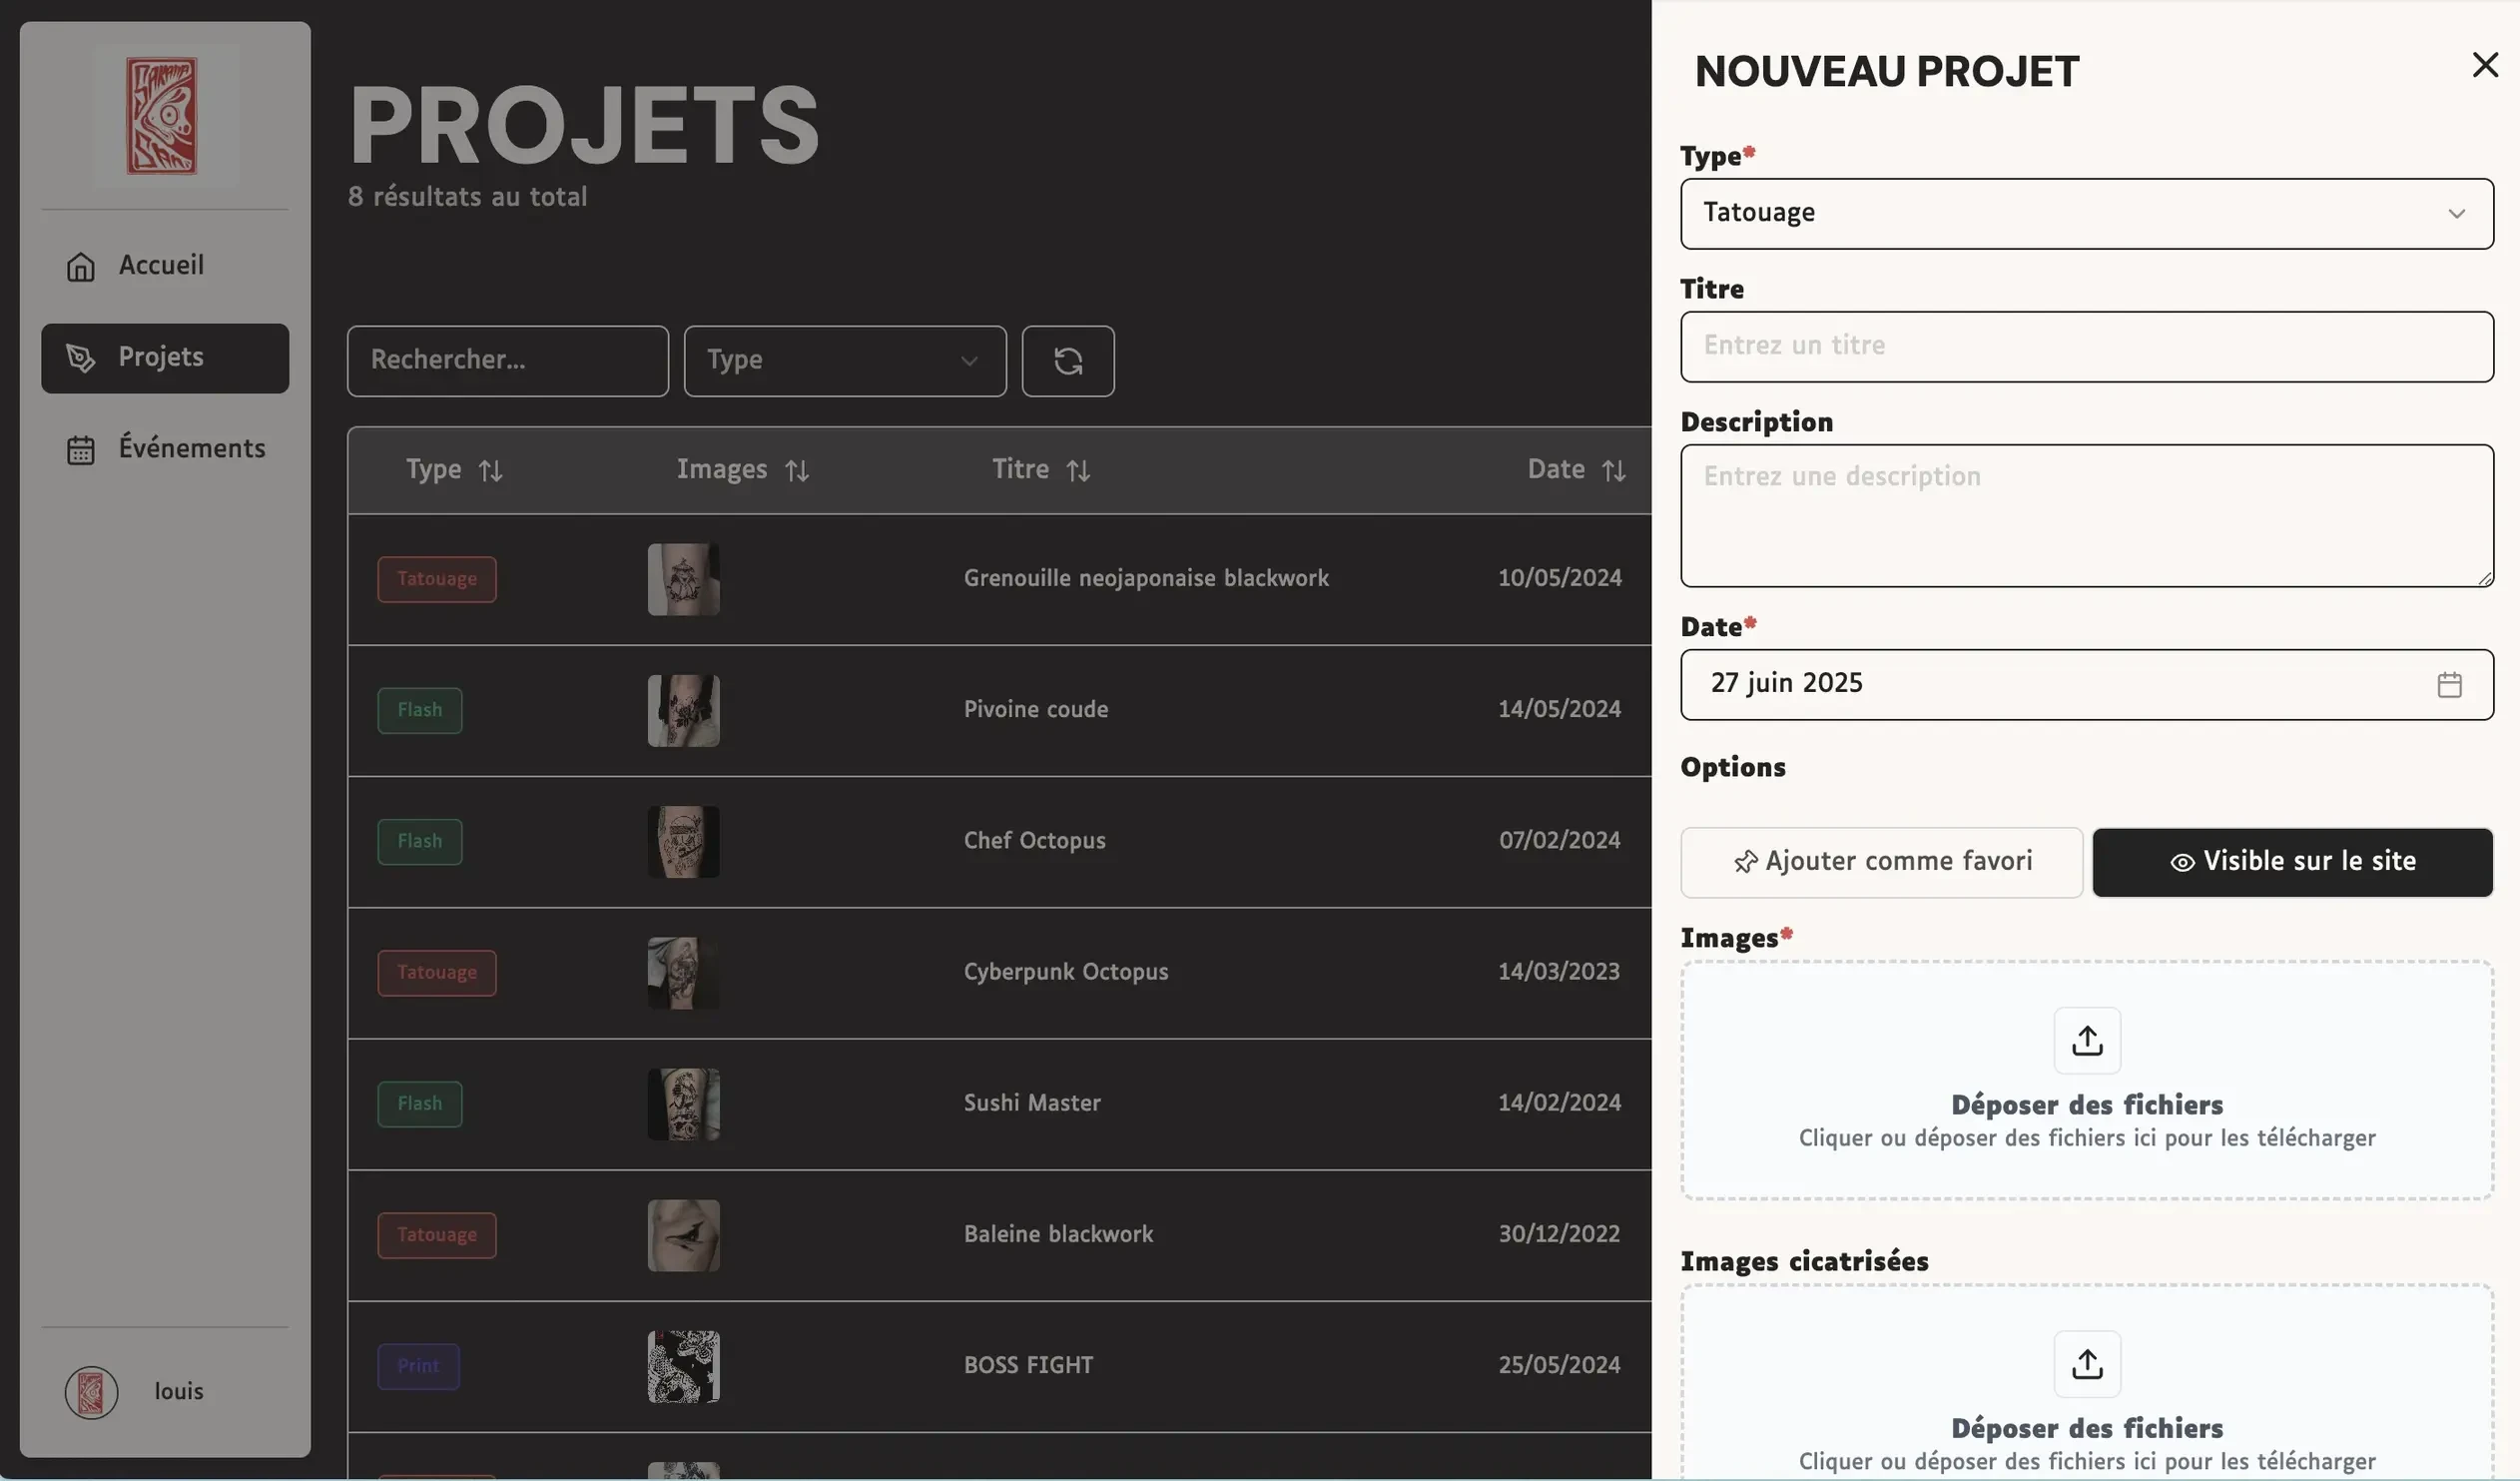 Accueil
Projets
Événements
louis
PROJETS
8 résultats au total
Rechercher...
Type
Type Images Titre Date
Tatouage Grenouille neojaponaise blackwork 10/05/2024
Flash Pivoine coude 14/05/2024
Flash Chef Octopus 07/02/2024
Tatouage Cyberpunk Octopus 14/03/2023
Flash Sushi Master 14/02/2024
Tatouage Baleine blackwork 30/12/2022
Print BOSS FIGHT 25/05/2024
NOUVEAU PROJET
Type*
Tatouage
Titre
Entrez un titre
Description
Entrez une description
Date*
27 juin 2025
Options
Ajouter comme favori
Visible sur le site
Images*
Déposer des fichiers
Cliquer ou déposer des fichiers ici pour les télécharger
Images cicatrisées
Déposer des fichiers
Cliquer ou déposer des fichiers ici pour les télécharger